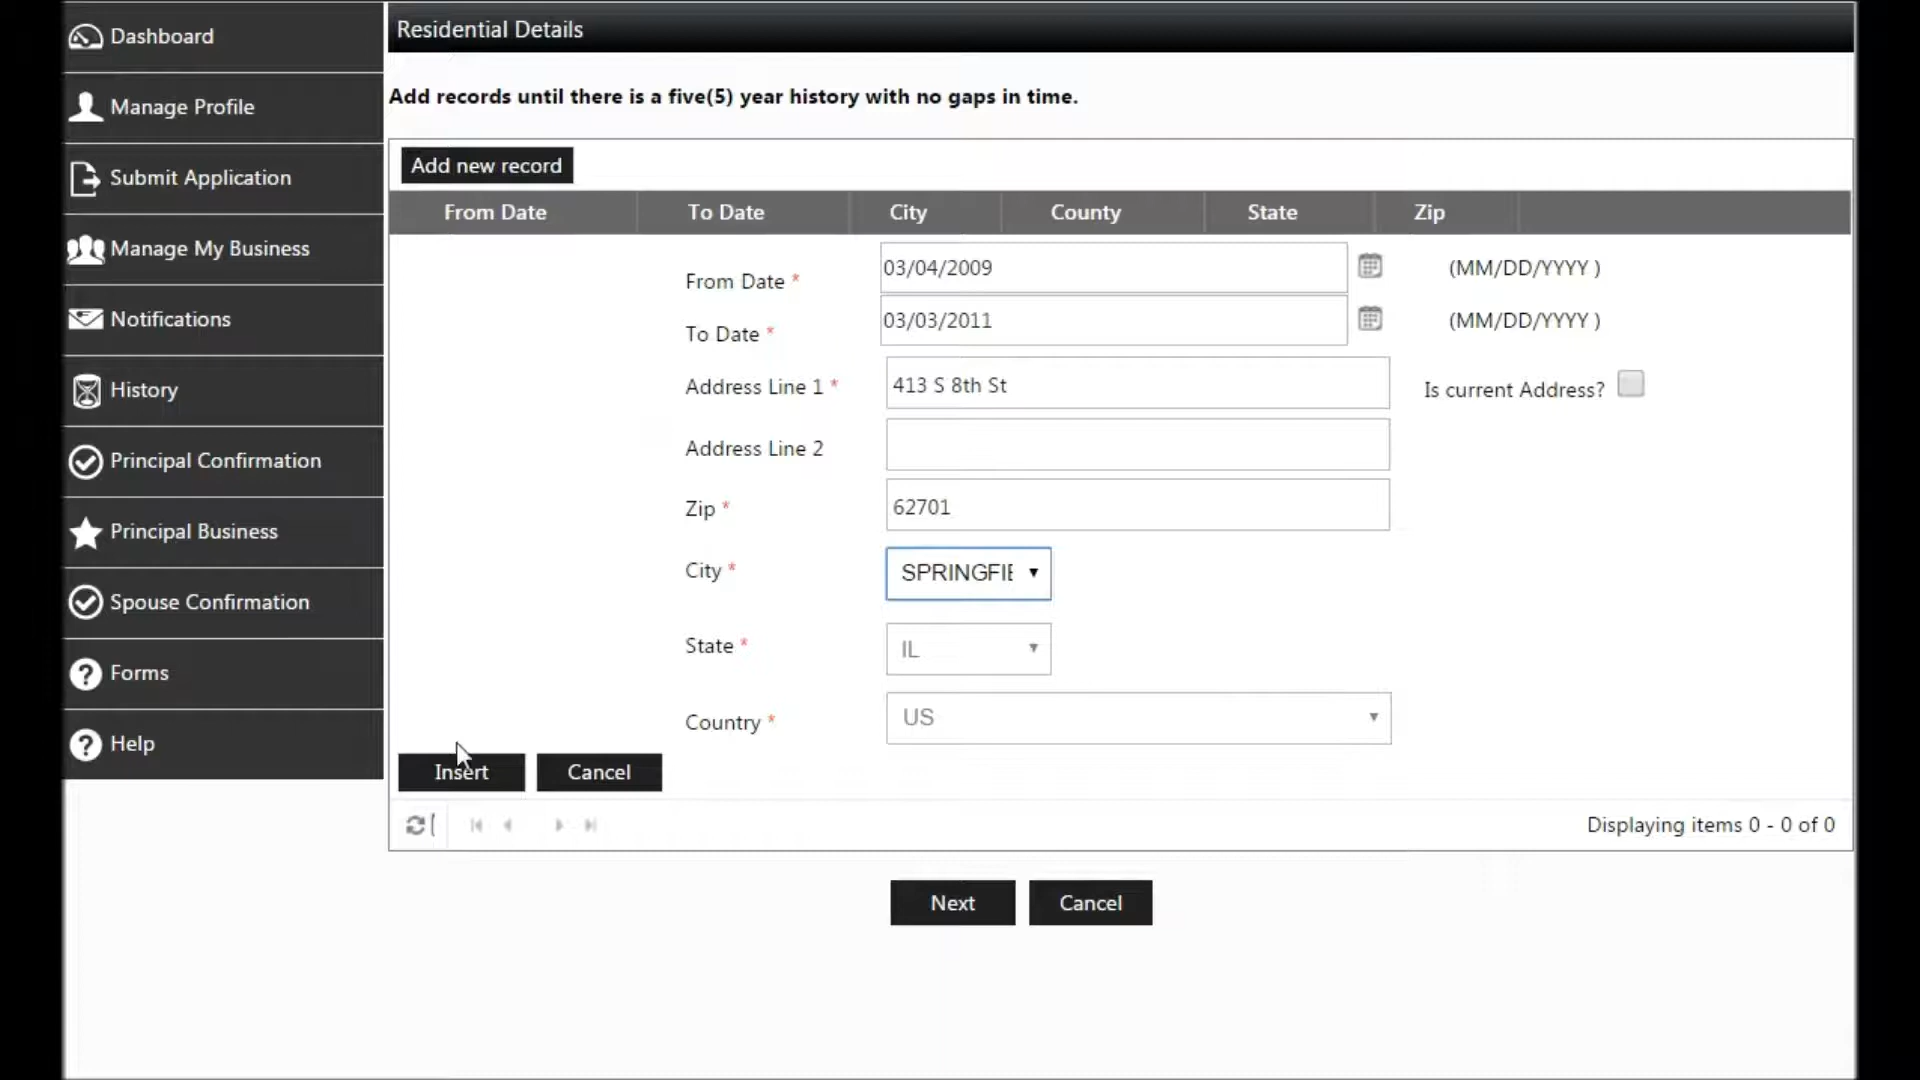 Dashboard
Manage Profile
Submit Application
Manage My Business
Notifications
History
Principal Confirmation
Principal Business
Spouse Confirmation
Forms
Help
Residential Details
Add records until there is a five(5) year history with no gaps in time.
Add new record
From Date To Date City County State Zip
From Date * 03/04/2009 (MM/DD/YYYY )
To Date * 03/03/2011 (MM/DD/YYYY )
Address Line 1 * 413 S 8th St Is current Address?
Address Line 2
Zip * 62701
City * SPRINGFIE
State * IL
Country * US
Insert Cancel
Displaying items 0 - 0 of 0
Next Cancel